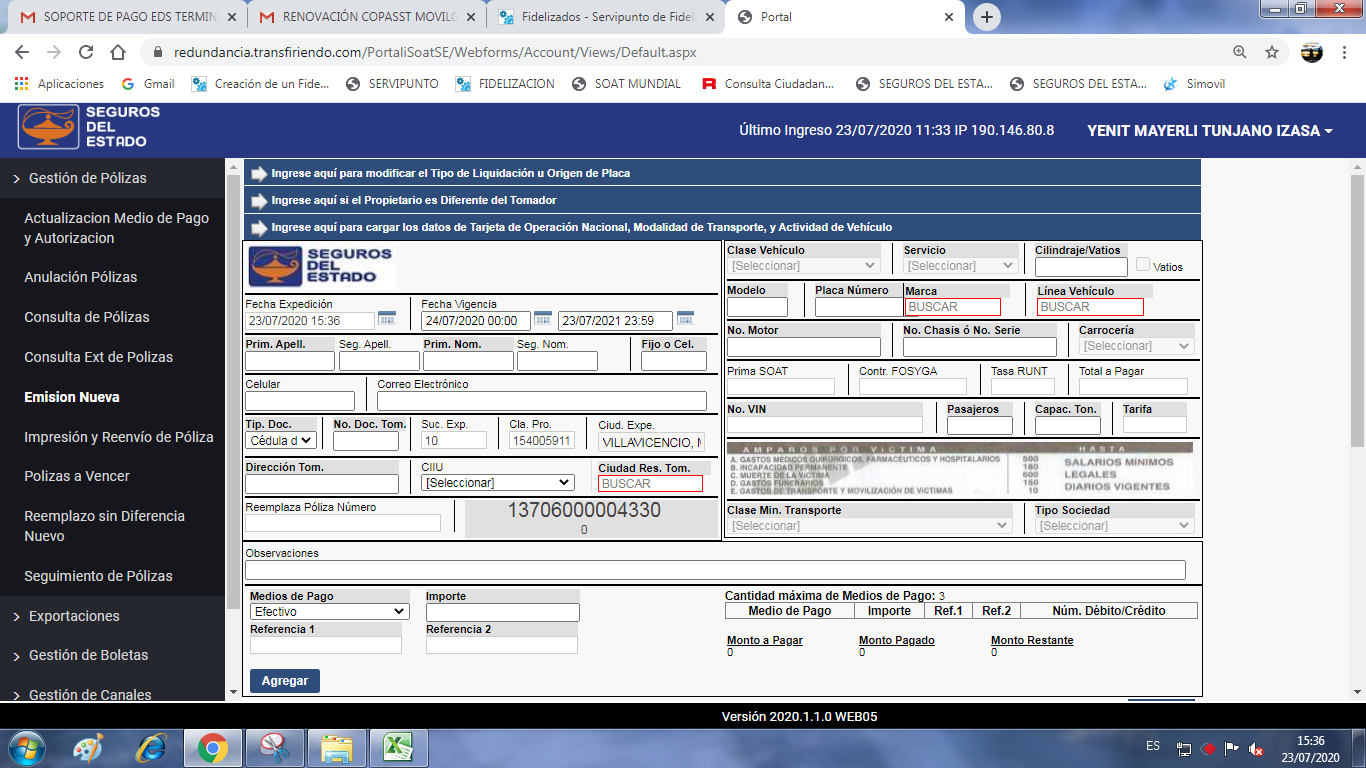 SOPORTE DE PAGO EDS TERMIN
RENOVACIÓN COPASST MOVILG
Fidelizados - Servipunto de Fidel
Portal
redundancia.transfiriendo.com/PortaliSoatSE/Webforms/Account/Views/Default.aspx
Aplicaciones
Gmail
Creación de un Fide...
SERVIPUNTO
FIDELIZACION
SOAT MUNDIAL
Consulta Ciudadan...
SEGUROS DEL ESTA...
SEGUROS DEL ESTA...
Simovil
SEGUROS
DEL
ESTADO
Último Ingreso 23/07/2020 11:33 IP 190.146.80.8
YENIT MAYERLI TUNJANO IZASA
Gestión de Pólizas
Actualizacion Medio de Pago
y Autorizacion
Anulación Pólizas
Consulta de Pólizas
Consulta Ext de Polizas
Emision Nueva
Impresión y Reenvío de Póliza
Polizas a Vencer
Reemplazo sin Diferencia
Nuevo
Seguimiento de Pólizas
Exportaciones
Gestión de Boletas
Gestión de Canales
Ingrese aquí para modificar el Tipo de Liquidación u Origen de Placa
Ingrese aquí si el Propietario es Diferente del Tomador
Ingrese aquí para cargar los datos de Tarjeta de Operación Nacional, Modalidad de Transporte, y Actividad de Vehículo
SEGUROS
DEL
ESTADO
Fecha Expedición Fecha Vigencia
23/07/2020 15:36 24/07/2020 00:00 23/07/2021 23:59
Prim. Apell. Seg. Apell. Prim. Nom. Seg. Nom. Fijo o Cel.
Celular Correo Electrónico
Tip. Doc. No. Doc. Tom. Suc. Exp. Cla. Pro. Ciud. Expe.
Cédula d 10 154005911 VILLAVICENCIO, M
Dirección Tom. CIIU Ciudad Res. Tom.
[Seleccionar] BUSCAR
Reemplaza Póliza Número 13706000004330
0
Clase Vehículo Servicio Cilindraje/Vatios
[Seleccionar] [Seleccionar] Vatios
Modelo Placa Número Marca Línea Vehículo
BUSCAR BUSCAR
No. Motor No. Chasis ó No. Serie Carrocería
[Seleccionar]
Prima SOAT Contr. FOSYGA Tasa RUNT Total a Pagar
No. VIN Pasajeros Capac. Ton. Tarifa
AMPAROS POR VICTIMA HASTA
A. GASTOS MÉDICOS QUIRÚRGICOS, FARMACÉUTICOS Y HOSPITALARIOS 500 SALARIOS MINIMOS
B. INCAPACIDAD PERMANENTE 180
C. MUERTE DE LA VICTIMA 600 LEGALES
D. GASTOS FUNERARIOS 150 DIARIOS VIGENTES
E. GASTOS DE TRANSPORTE Y MOVILIZACIÓN DE VICTIMAS 10
Clase Min. Transporte Tipo Sociedad
[Seleccionar] [Seleccionar]
Observaciones
Medios de Pago Importe
Efectivo
Referencia 1 Referencia 2
Agregar
Cantidad máxima de Medios de Pago: 3
Medio de Pago Importe Ref.1 Ref.2 Núm. Débito/Crédito
Monto a Pagar Monto Pagado Monto Restante
0 0 0
Versión 2020.1.1.0 WEB05
ES
15:36
23/07/2020